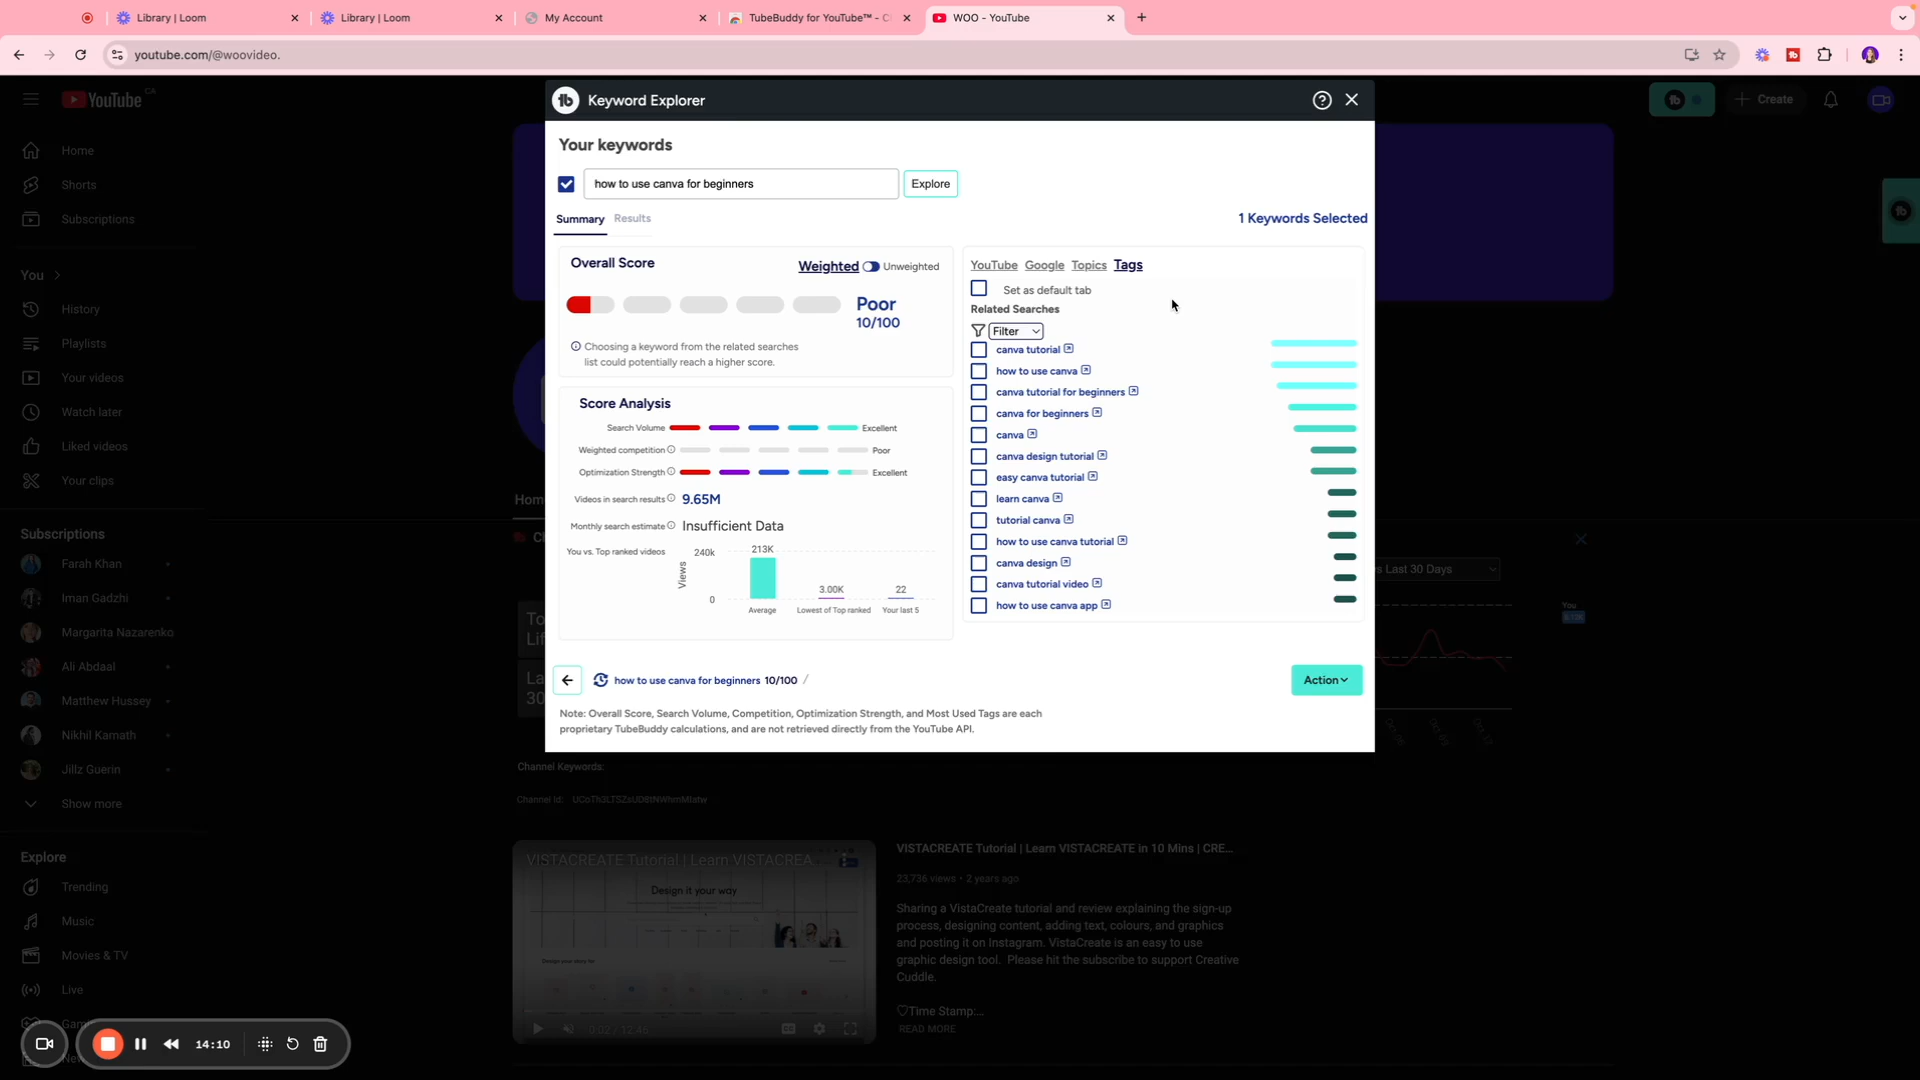 Library | Loom
Library | Loom
My Account
TubeBuddy for YouTube™ - C
WOO - YouTube
youtube.com/@woovideo.
YouTube CA
Create
Home
Shorts
Subscriptions
You
History
Playlists
Your videos
Watch later
Liked videos
Your clips
Subscriptions
Farah Khan
Iman Gadzhi
Margarita Nazarenko
Ali Abdaal
Matthew Hussey
Nikhil Kamath
Jillz Guerin
Show more
Explore
Trending
Music
Movies & TV
Live
14:10
Keyword Explorer
Your keywords
how to use canva for beginners
Explore
Summary
Results
1 Keywords Selected
Overall Score
Weighted
Unweighted
Poor
10/100
Choosing a keyword from the related searches
list could potentially reach a higher score.
Score Analysis
Search Volume
Excellent
Weighted competition
Poor
Optimization Strength
Excellent
Videos in search results
9.65M
Monthly search estimate
Insufficient Data
You vs. Top ranked videos
Views
240k
0
213K
3.00K
22
Average
Lowest of Top ranked
Your last 5
YouTube
Google
Topics
Tags
Set as default tab
Related Searches
Filter
canva tutorial
how to use canva
canva tutorial for beginners
canva for beginners
canva
canva design tutorial
easy canva tutorial
learn canva
tutorial canva
how to use canva tutorial
canva design
canva tutorial video
how to use canva app
how to use canva for beginners 10/100 /
Action
Note: Overall Score, Search Volume, Competition, Optimization Strength, and Most Used Tags are each
proprietary TubeBuddy calculations, and are not retrieved directly from the YouTube API.
Last 30 Days
You
Channel Keywords:
Channel Id:
VISTACREATE Tutorial | Learn VISTACREA...
Design it your way
0:02 / 12:46
VISTACREATE Tutorial | Learn VISTACREATE in 10 Mins | CRE...
23,736 views • 2 years ago
Sharing a VistaCreate tutorial and review explaining the sign-up
process, designing content, adding text, colours, and graphics
and posting it on Instagram. VistaCreate is an easy to use
graphic design tool. Please hit the subscribe to support Creative
Cuddle.
♡Time Stamp:...
READ MORE